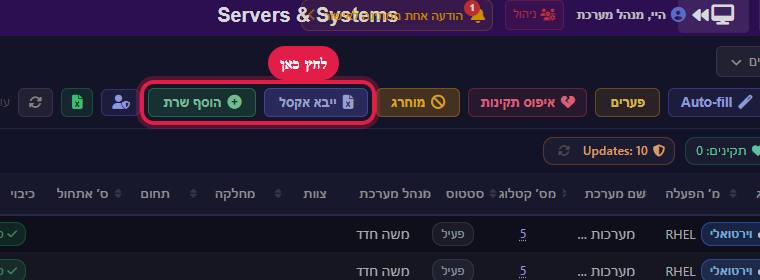 היי, מנהל מערכת
ניהול
1
הודעה אחת
Servers & Systems
לחץ כאן
Auto-fill
פערים
איפוס תקינות
מוחרג
ייבא אקסל
הוסף שרת
תקינים: 0
Updates: 10
מ' הפעלה
שם מערכת
מס' קטלוג
סטטוס
מנהל מערכת
צוות
מחלקה
תחום
ס' אתחול
כיבוי
וירטואלי RHEL מערכות ... 5 פעיל משה חדד
וירטואלי RHEL מערכות ... 5 פעיל משה חדד